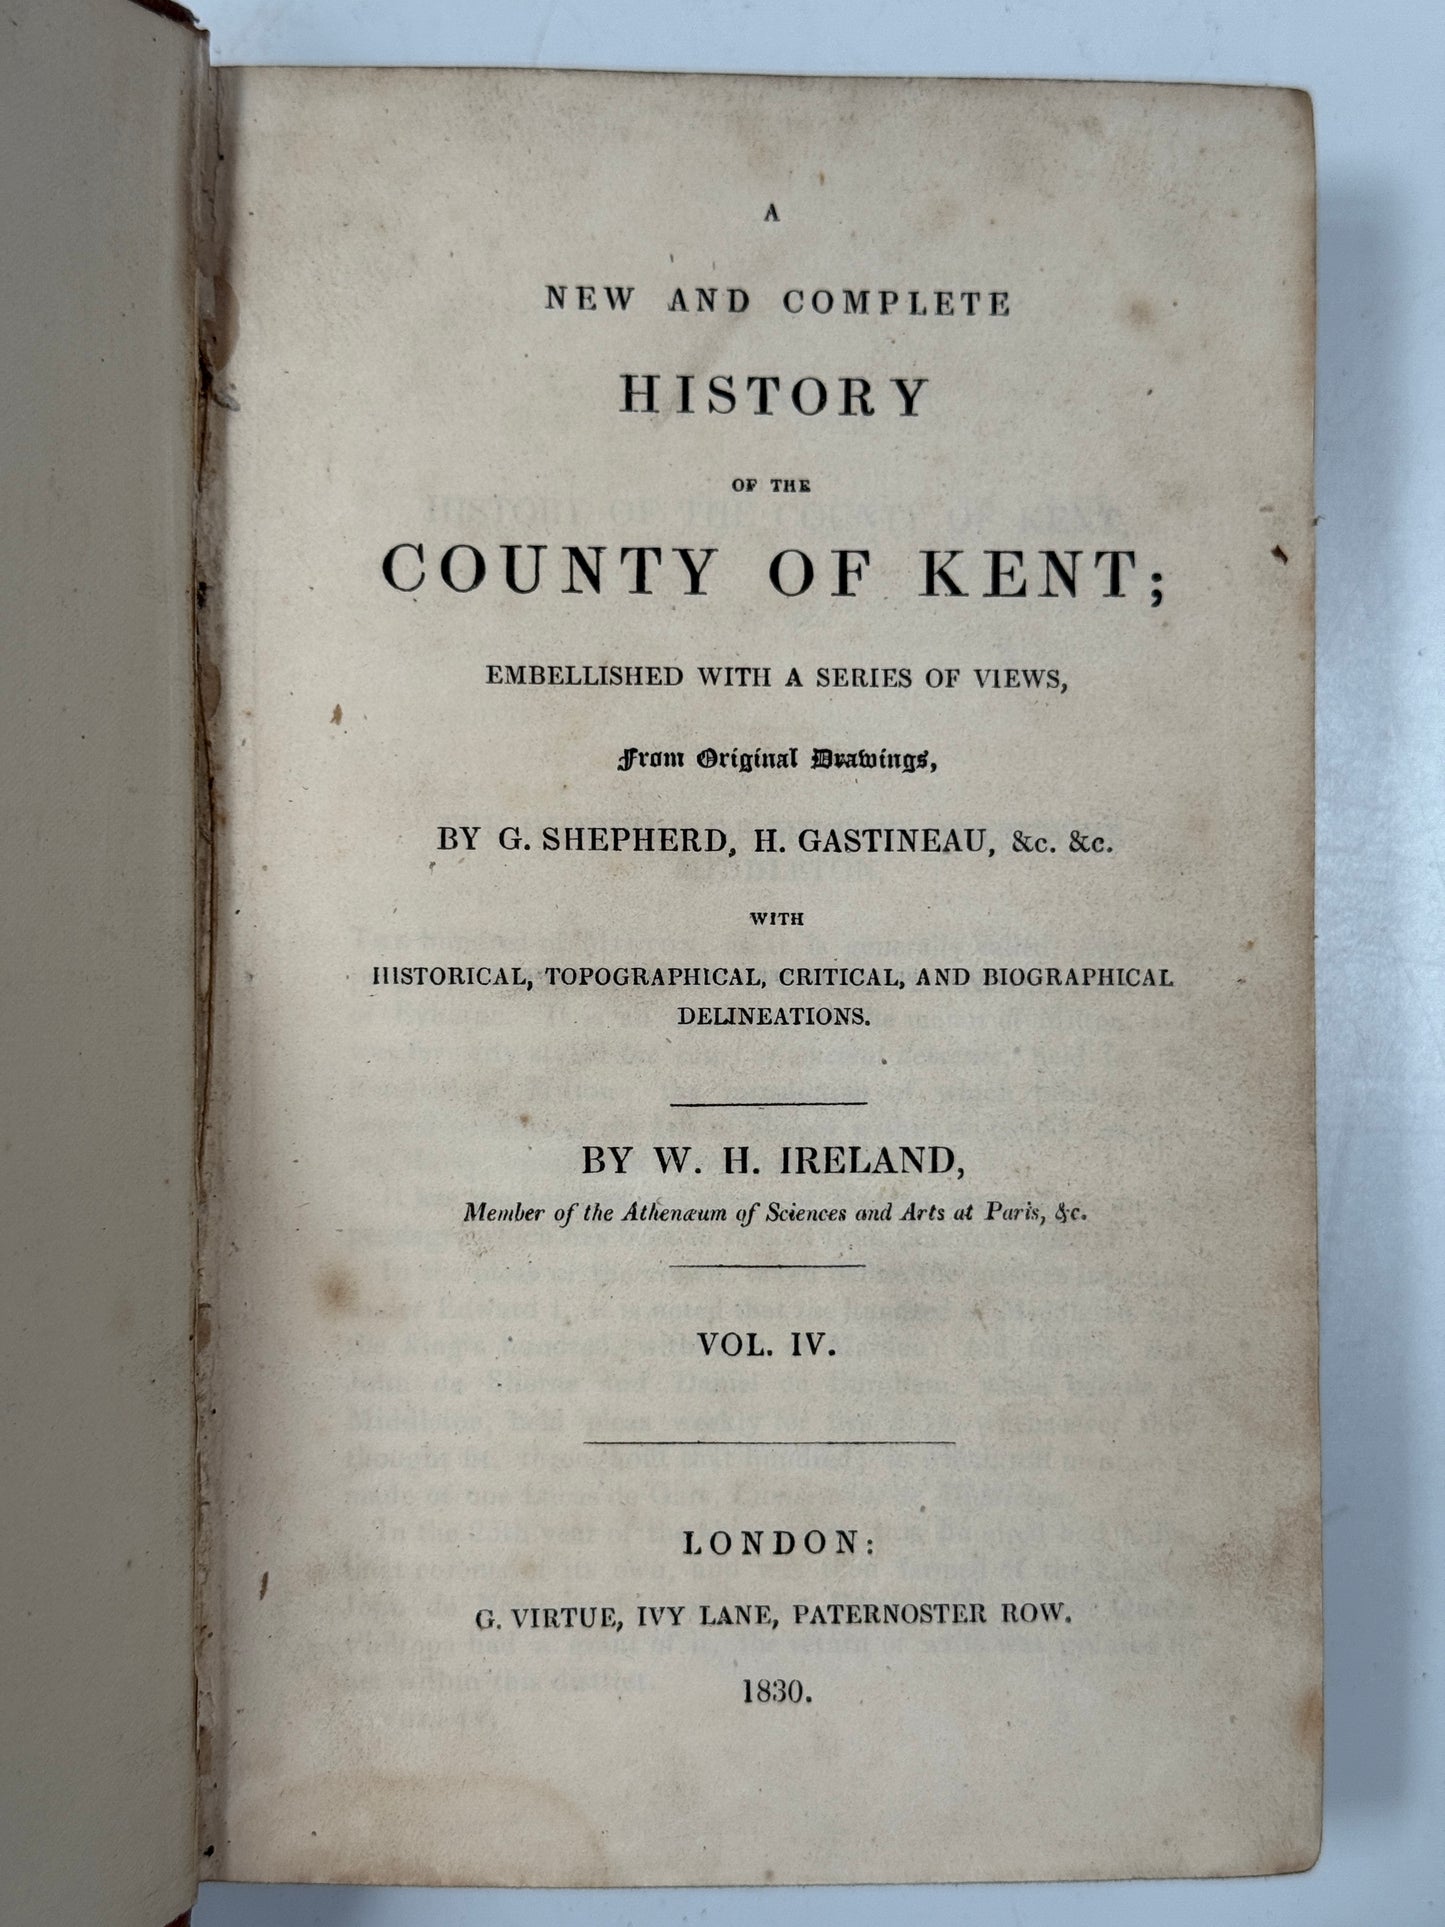 A
NEW AND COMPLETE
HISTORY
OF THE
COUNTY OF KENT;
EMBELLISHED WITH A SERIES OF VIEWS,
From Original Drawings,
BY G. SHEPHERD, H. GASTINEAU, &c. &c.
WITH
HISTORICAL, TOPOGRAPHICAL, CRITICAL, AND BIOGRAPHICAL
DELINEATIONS.
BY W. H. IRELAND,
Member of the Athenæum of Sciences and Arts at Paris, &c.
VOL. IV.
LONDON:
G. VIRTUE, IVY LANE, PATERNOSTER ROW.
1830.